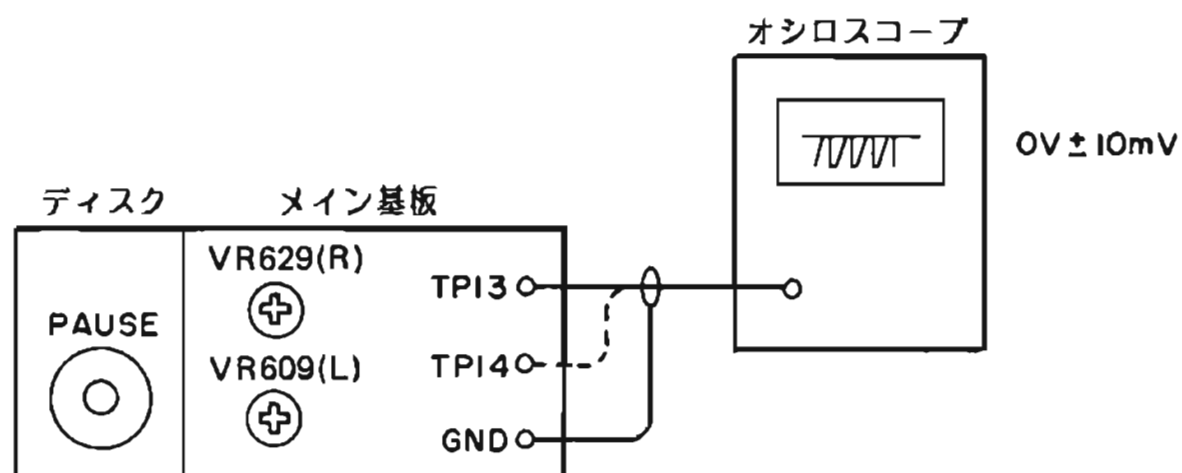 オシロスコープ
0V±10mV
ディスク
メイン基板
VR629(R)
TP13
PAUSE
VR609(L)
TP14
GND